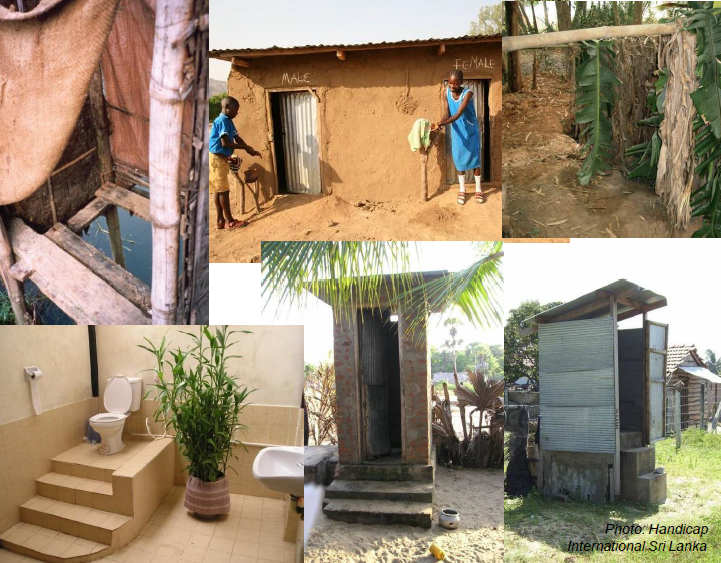 MALE
FEMALE
Photo: Handicap
International Sri Lanka